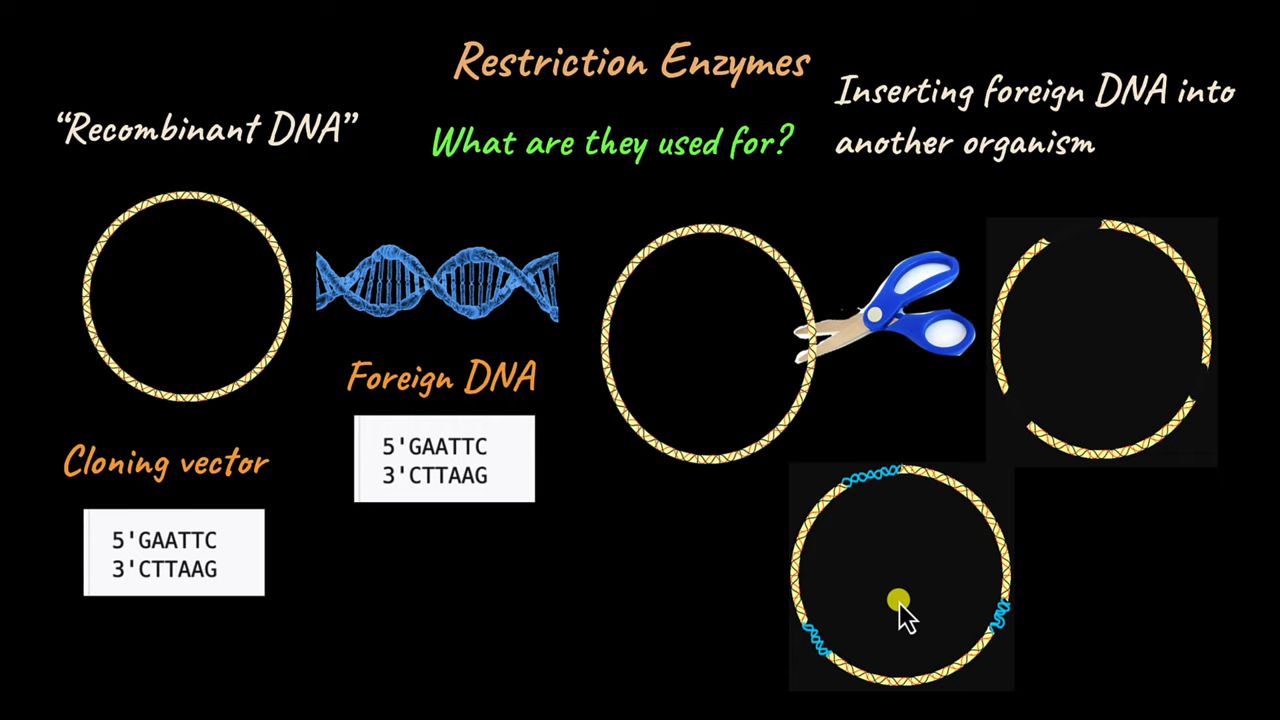 Restriction Enzymes
“Recombinant DNA”
What are they used for?
Inserting foreign DNA into
another organism
Foreign DNA
5'GAATTC
3'CTTAAG
Cloning vector
5'GAATTC
3'CTTAAG